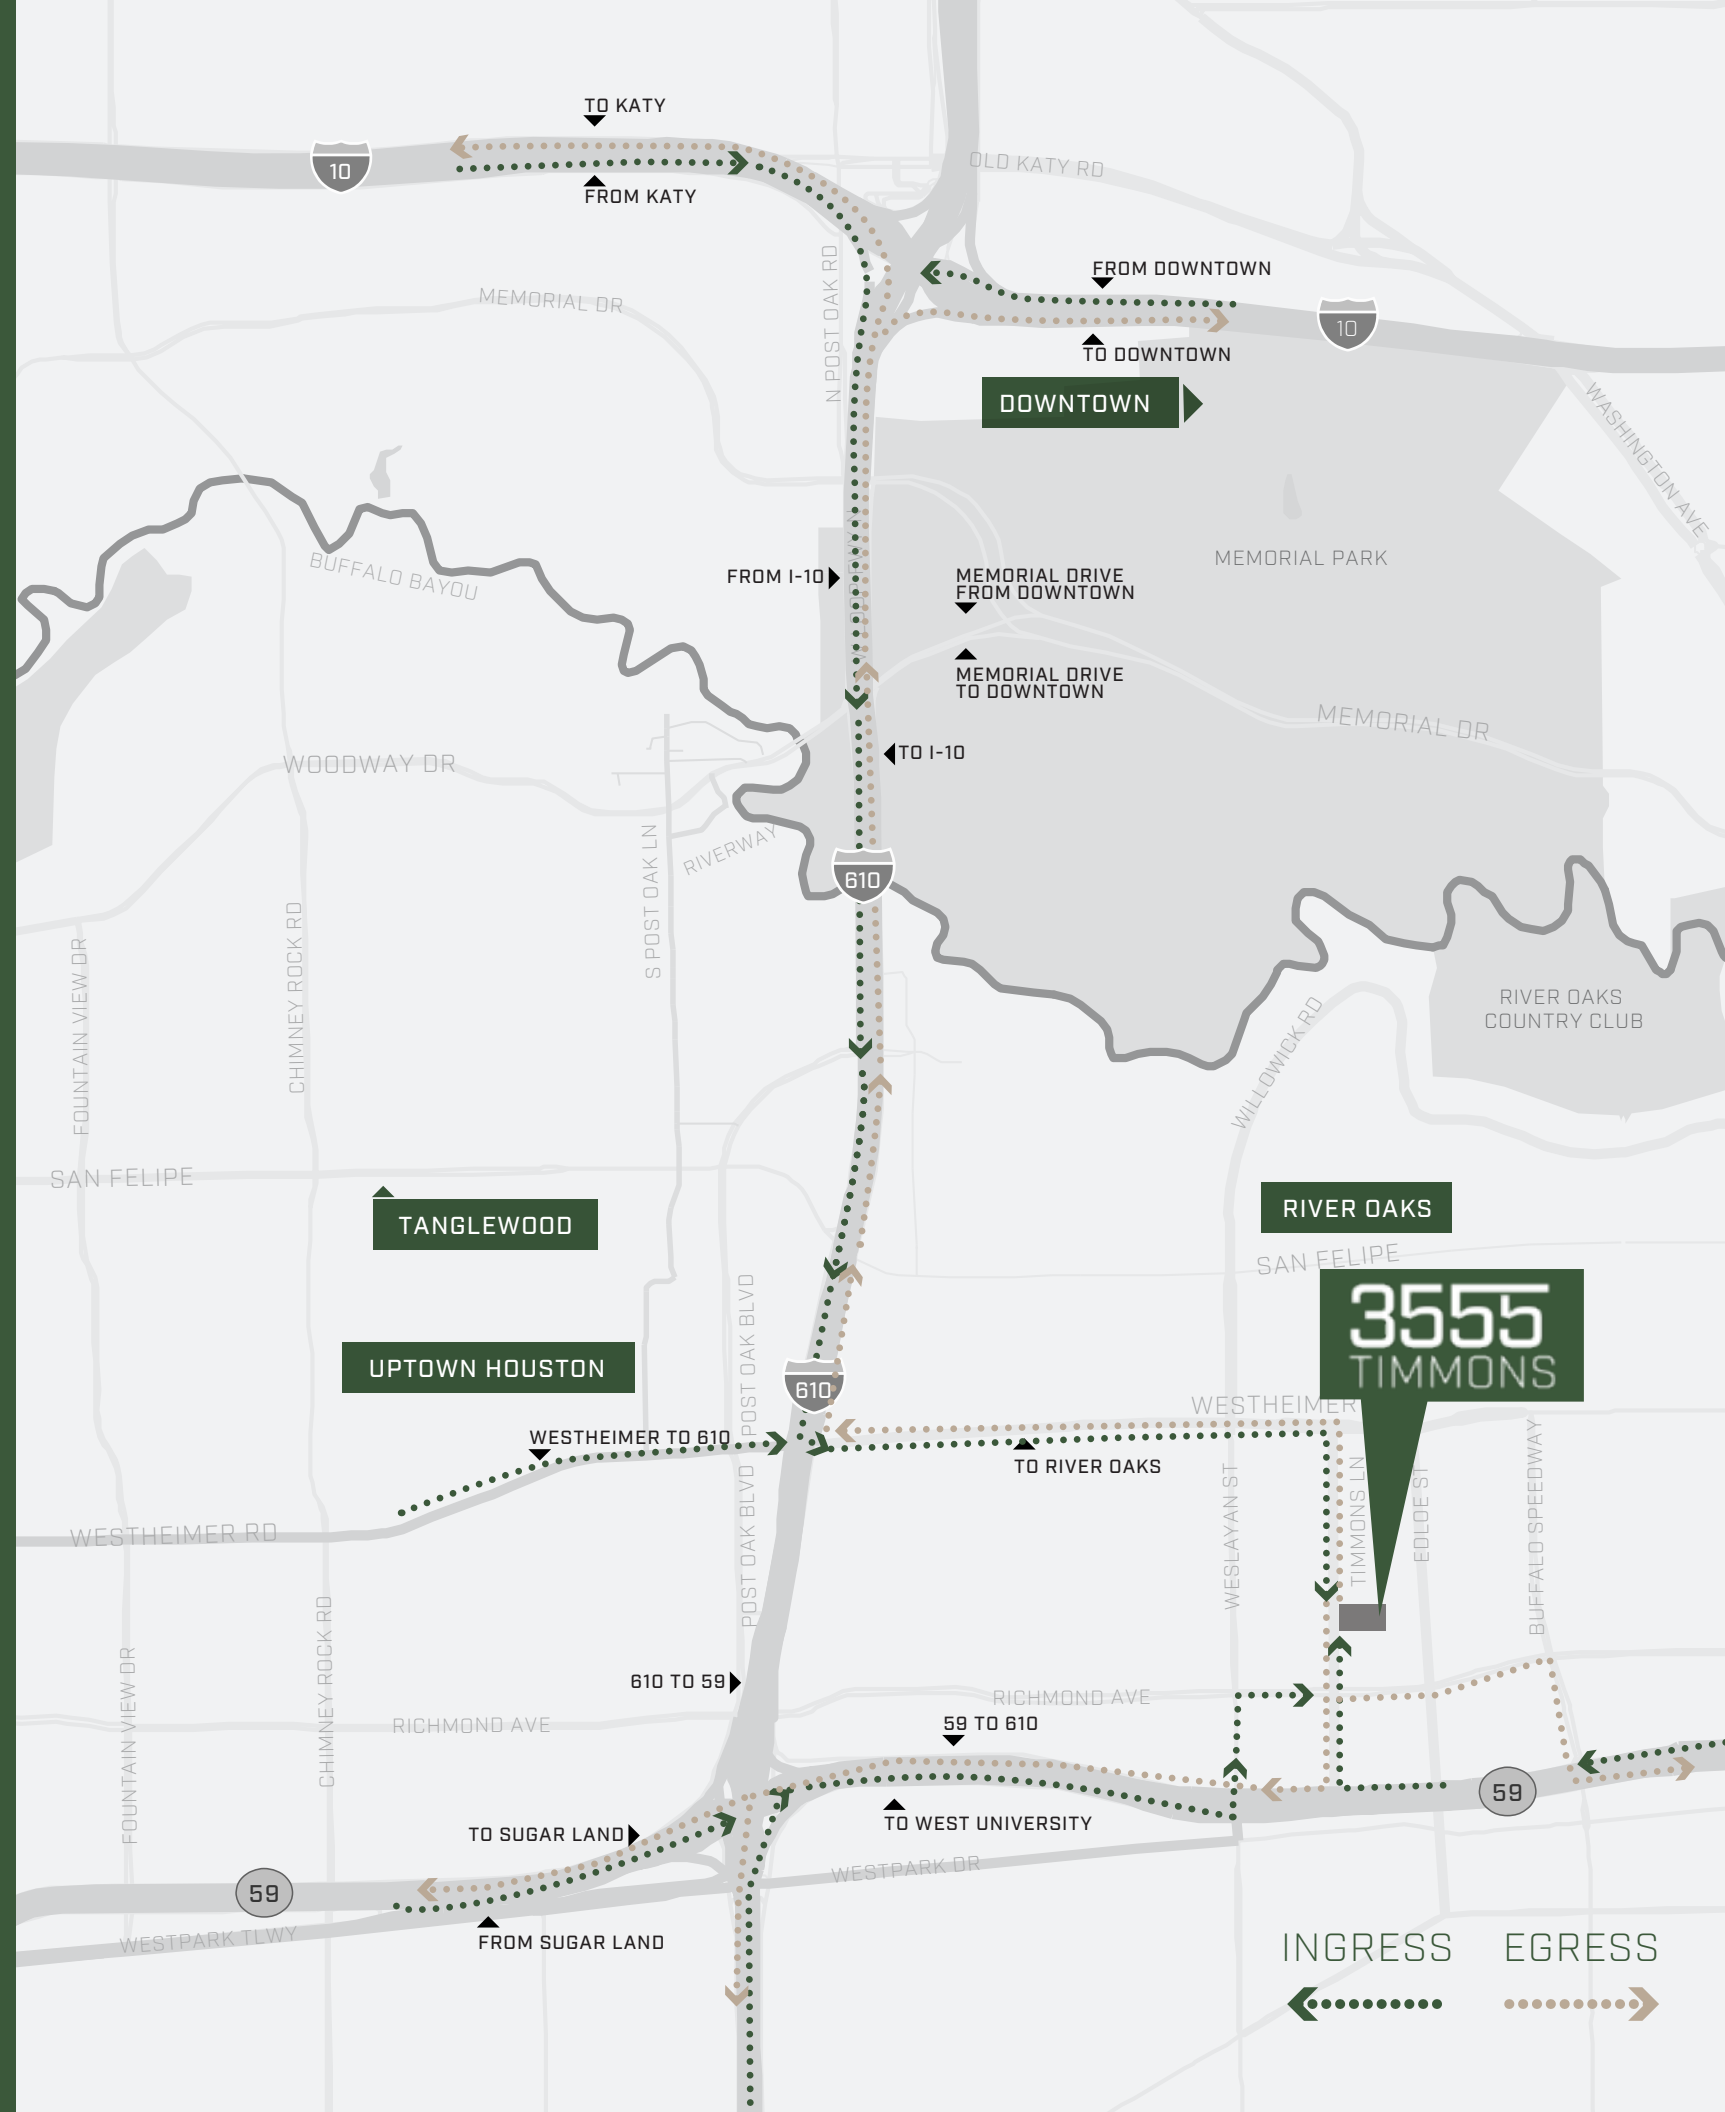 TO KATY
10
FROM KATY
OLD KATY RD
N POST OAK RD
FROM DOWNTOWN
MEMORIAL DR
10
TO DOWNTOWN
DOWNTOWN
WASHINGTON AVE
BUFFALO BAYOU
MEMORIAL PARK
FROM I-10
MEMORIAL DRIVE
FROM DOWNTOWN
MEMORIAL DRIVE
TO DOWNTOWN
MEMORIAL DR
TO I-10
WOODWAY DR
RIVERWAY
S POST OAK LN
610
CHIMNEY ROCK RD
FOUNTAIN VIEW DR
RIVER OAKS
COUNTRY CLUB
WILLOWICK RD
SAN FELIPE
TANGLEWOOD
RIVER OAKS
SAN FELIPE
3555
TIMMONS
UPTOWN HOUSTON
POST OAK BLVD
610
WESTHEIMER
WESTHEIMER TO 610
TO RIVER OAKS
WESTHEIMER RD
POST OAK BLVD
WESLAYAN ST
TIMMONS LN
EDLOE ST
BUFFALO SPEEDWAY
CHIMNEY ROCK RD
FOUNTAIN VIEW DR
610 TO 59
RICHMOND AVE
RICHMOND AVE
59 TO 610
59
TO SUGAR LAND
TO WEST UNIVERSITY
WESTPARK DR
59
WESTPARK TLWY
FROM SUGAR LAND
INGRESS
EGRESS